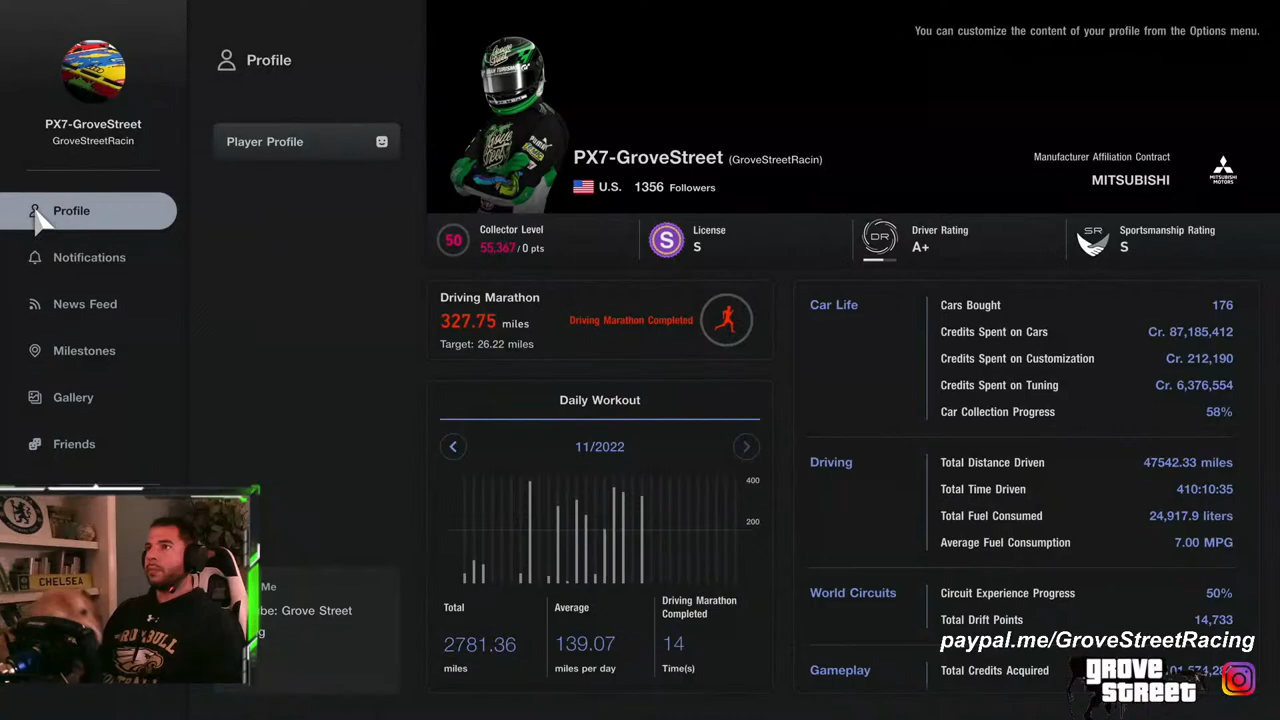 You can customize the content of your profile from the Options menu.
PX7-GroveStreet
GroveStreetRacin
Profile
Notifications
News Feed
Milestones
Gallery
Friends
Profile
Player Profile
PX7-GroveStreet (GroveStreetRacin)
U.S. 1356 Followers
Manufacturer Affiliation Contract
MITSUBISHI
MITSUBISHI
MOTORS
50
Collector Level
55,367/ 0 pts
S
License
S
DR
Driver Rating
A+
SR
Sportsmanship Rating
S
Driving Marathon
327.75 miles
Target: 26.22 miles
Driving Marathon Completed
Daily Workout
11/2022
400
200
Total
2781.36
miles
Average
139.07
miles per day
Driving Marathon
Completed
14
Time(s)
Car Life
Cars Bought 176
Credits Spent on Cars Cr. 87,185,412
Credits Spent on Customization Cr. 212,190
Credits Spent on Tuning Cr. 6,376,554
Car Collection Progress 58%
Driving
Total Distance Driven 47542.33 miles
Total Time Driven 410:10:35
Total Fuel Consumed 24,917.9 liters
Average Fuel Consumption 7.00 MPG
World Circuits
Circuit Experience Progress 50%
Total Drift Points 14,733
Gameplay
Total Credits Acquired
paypal.me/GroveStreetRacing
GROVE
STREET
Me
be: Grove Street
g
CHELSEA